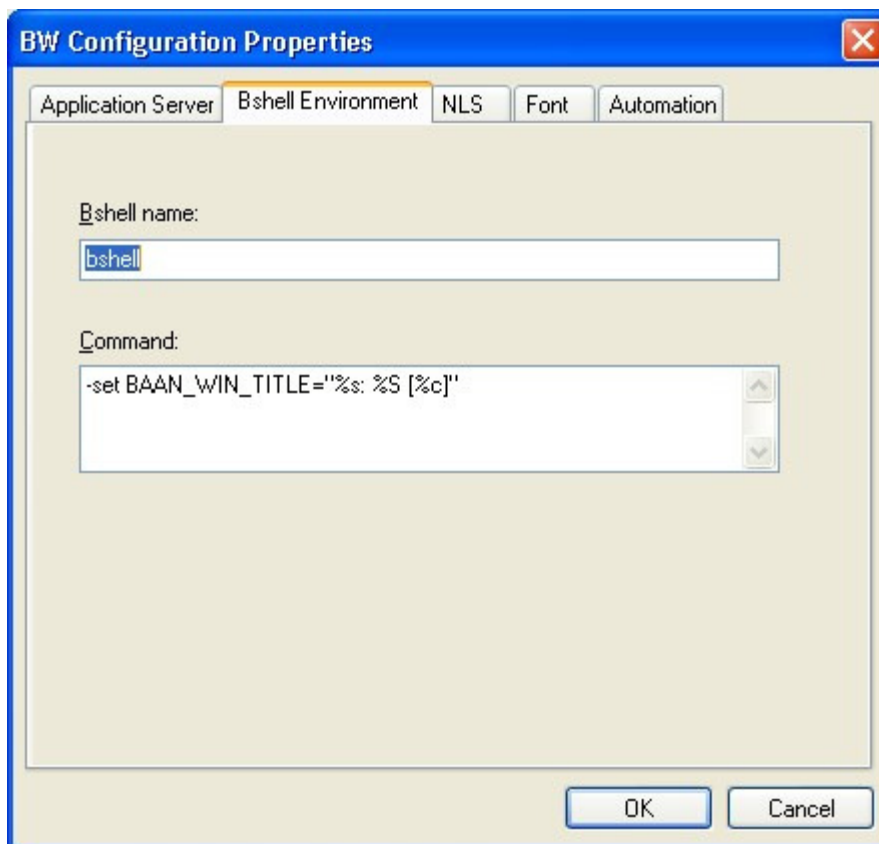 BW Configuration Properties
Application Server Bshell Environment NLS Font Automation
Bshell name:
bshell
Command:
-set BAAN_WIN_TITLE="%s: %S [%c]"
OK Cancel